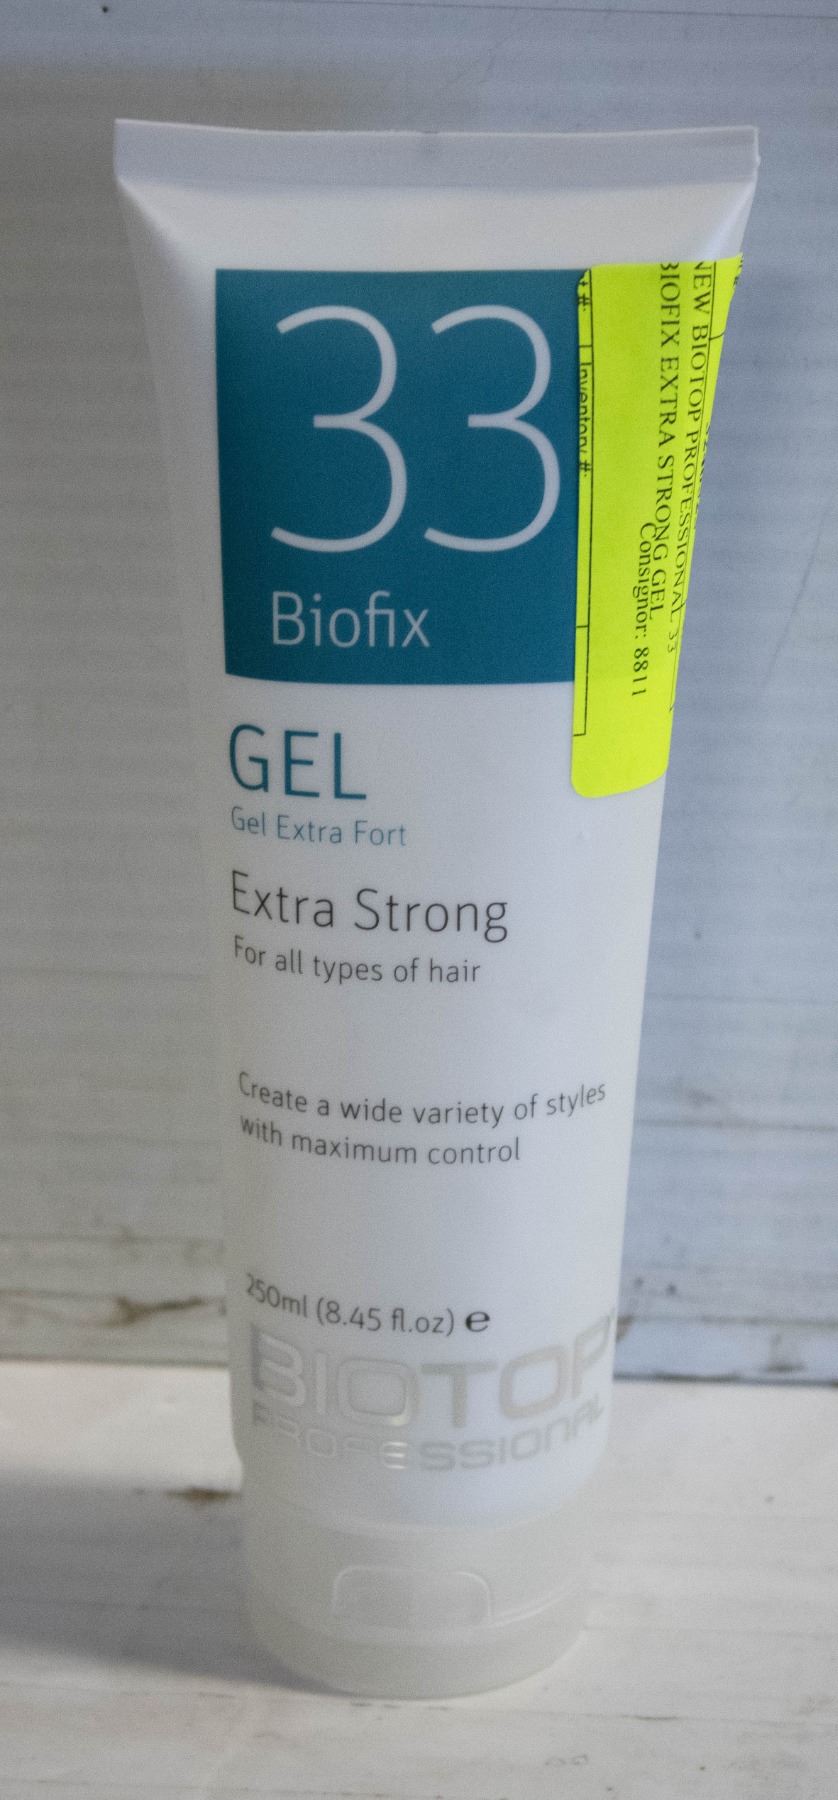 33
Biofix
GEL
Gel Extra Fort
Extra Strong
For all types of hair
Create a wide variety of styles
with maximum control
250ml (8.45 fl.oz) e
BIOTOP
PROFESSIONAL
NEW BIOTOP PROFESSIONAL 33
BIOFIX EXTRA STRONG GEL
Consignor: 8811
Inventory #: